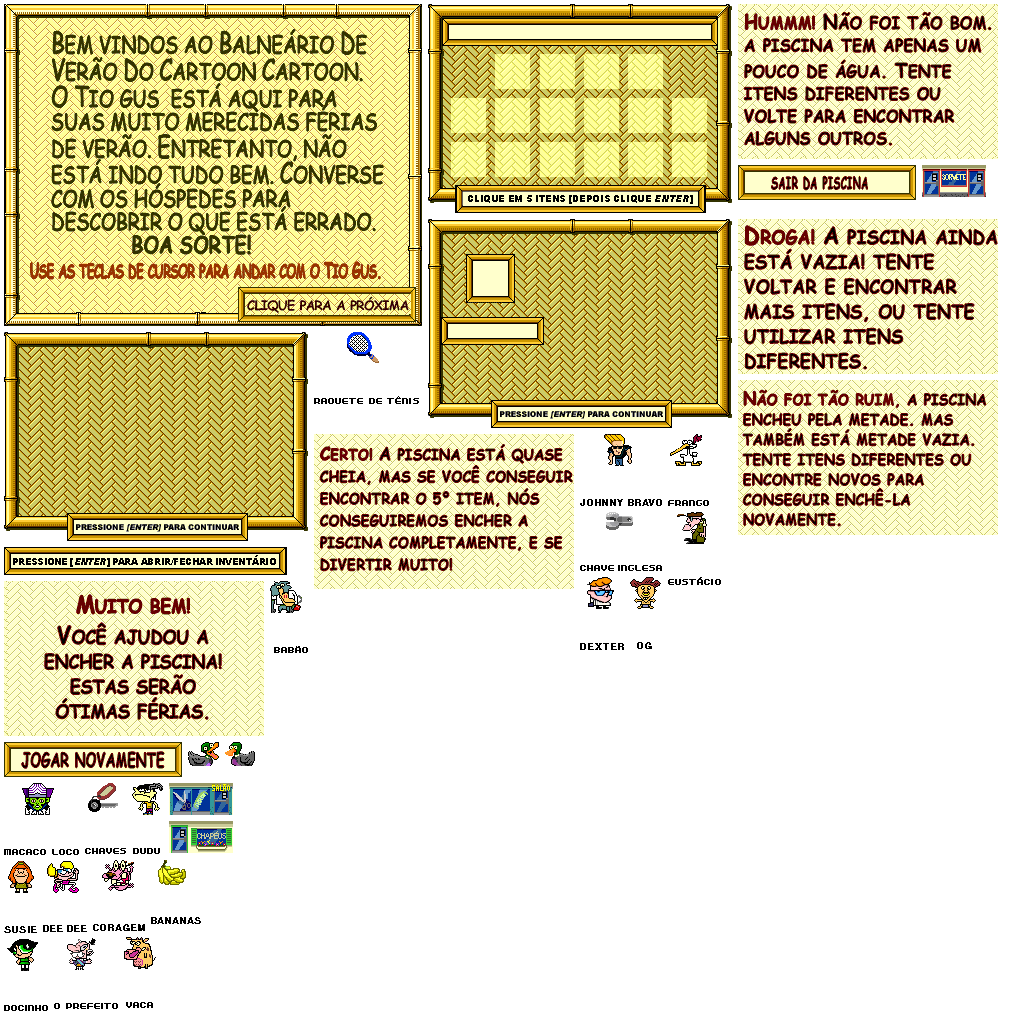 BEM VINDOS AO BALNEÁRIO DE
VERÃO DO CARTOON CARTOON.
O TIO GUS ESTÁ AQUI PARA
SUAS MUITO MERECIDAS FÉRIAS
DE VERÃO. ENTRETANTO, NÃO
ESTÁ INDO TUDO BEM. CONVERSE
COM OS HÓSPEDES PARA
DESCOBRIR O QUE ESTÁ ERRADO.
BOA SORTE!
USE AS TECLAS DE CURSOR PARA ANDAR COM O TIO GUS.
CLIQUE PARA A PRÓXIMA
CLIQUE EM 5 ITENS [DEPOIS CLIQUE ENTER]
HUMMM! NÃO FOI TÃO BOM.
A PISCINA TEM APENAS UM
POUCO DE ÁGUA. TENTE
ITENS DIFERENTES OU
VOLTE PARA ENCONTRAR
ALGUNS OUTROS.
SAIR DA PISCINA
SORVETE
DROGA! A PISCINA AINDA
ESTÁ VAZIA! TENTE
VOLTAR E ENCONTRAR
MAIS ITENS, OU TENTE
UTILIZAR ITENS
DIFERENTES.
PRESSIONE [ENTER] PARA CONTINUAR
RAQUETE DE TÊNIS
NÃO FOI TÃO RUIM, A PISCINA
ENCHEU PELA METADE. MAS
TAMBÉM ESTÁ METADE VAZIA.
TENTE ITENS DIFERENTES OU
ENCONTRE NOVOS PARA
CONSEGUIR ENCHÊ-LA
NOVAMENTE.
CERTO! A PISCINA ESTÁ QUASE
CHEIA, MAS SE VOCÊ CONSEGUIR
ENCONTRAR O 5º ITEM, NÓS
CONSEGUIREMOS ENCHER A
PISCINA COMPLETAMENTE, E SE
DIVERTIR MUITO!
JOHNNY BRAVO
FRANGO
CHAVE INGLESA
EUSTÁCIO
DEXTER
OG
PRESSIONE [ENTER] PARA CONTINUAR
PRESSIONE [ENTER] PARA ABRIR/FECHAR INVENTÁRIO
MUITO BEM!
VOCÊ AJUDOU A
ENCHER A PISCINA!
ESTAS SERÃO
ÓTIMAS FÉRIAS.
BABÃO
JOGAR NOVAMENTE
SALÃO
CHAPÉUS
MACACO LOCO
CHAVES
DUDU
SUSIE
DEE DEE
CORAGEM
BANANAS
DOCINHO
O PREFEITO
VACA